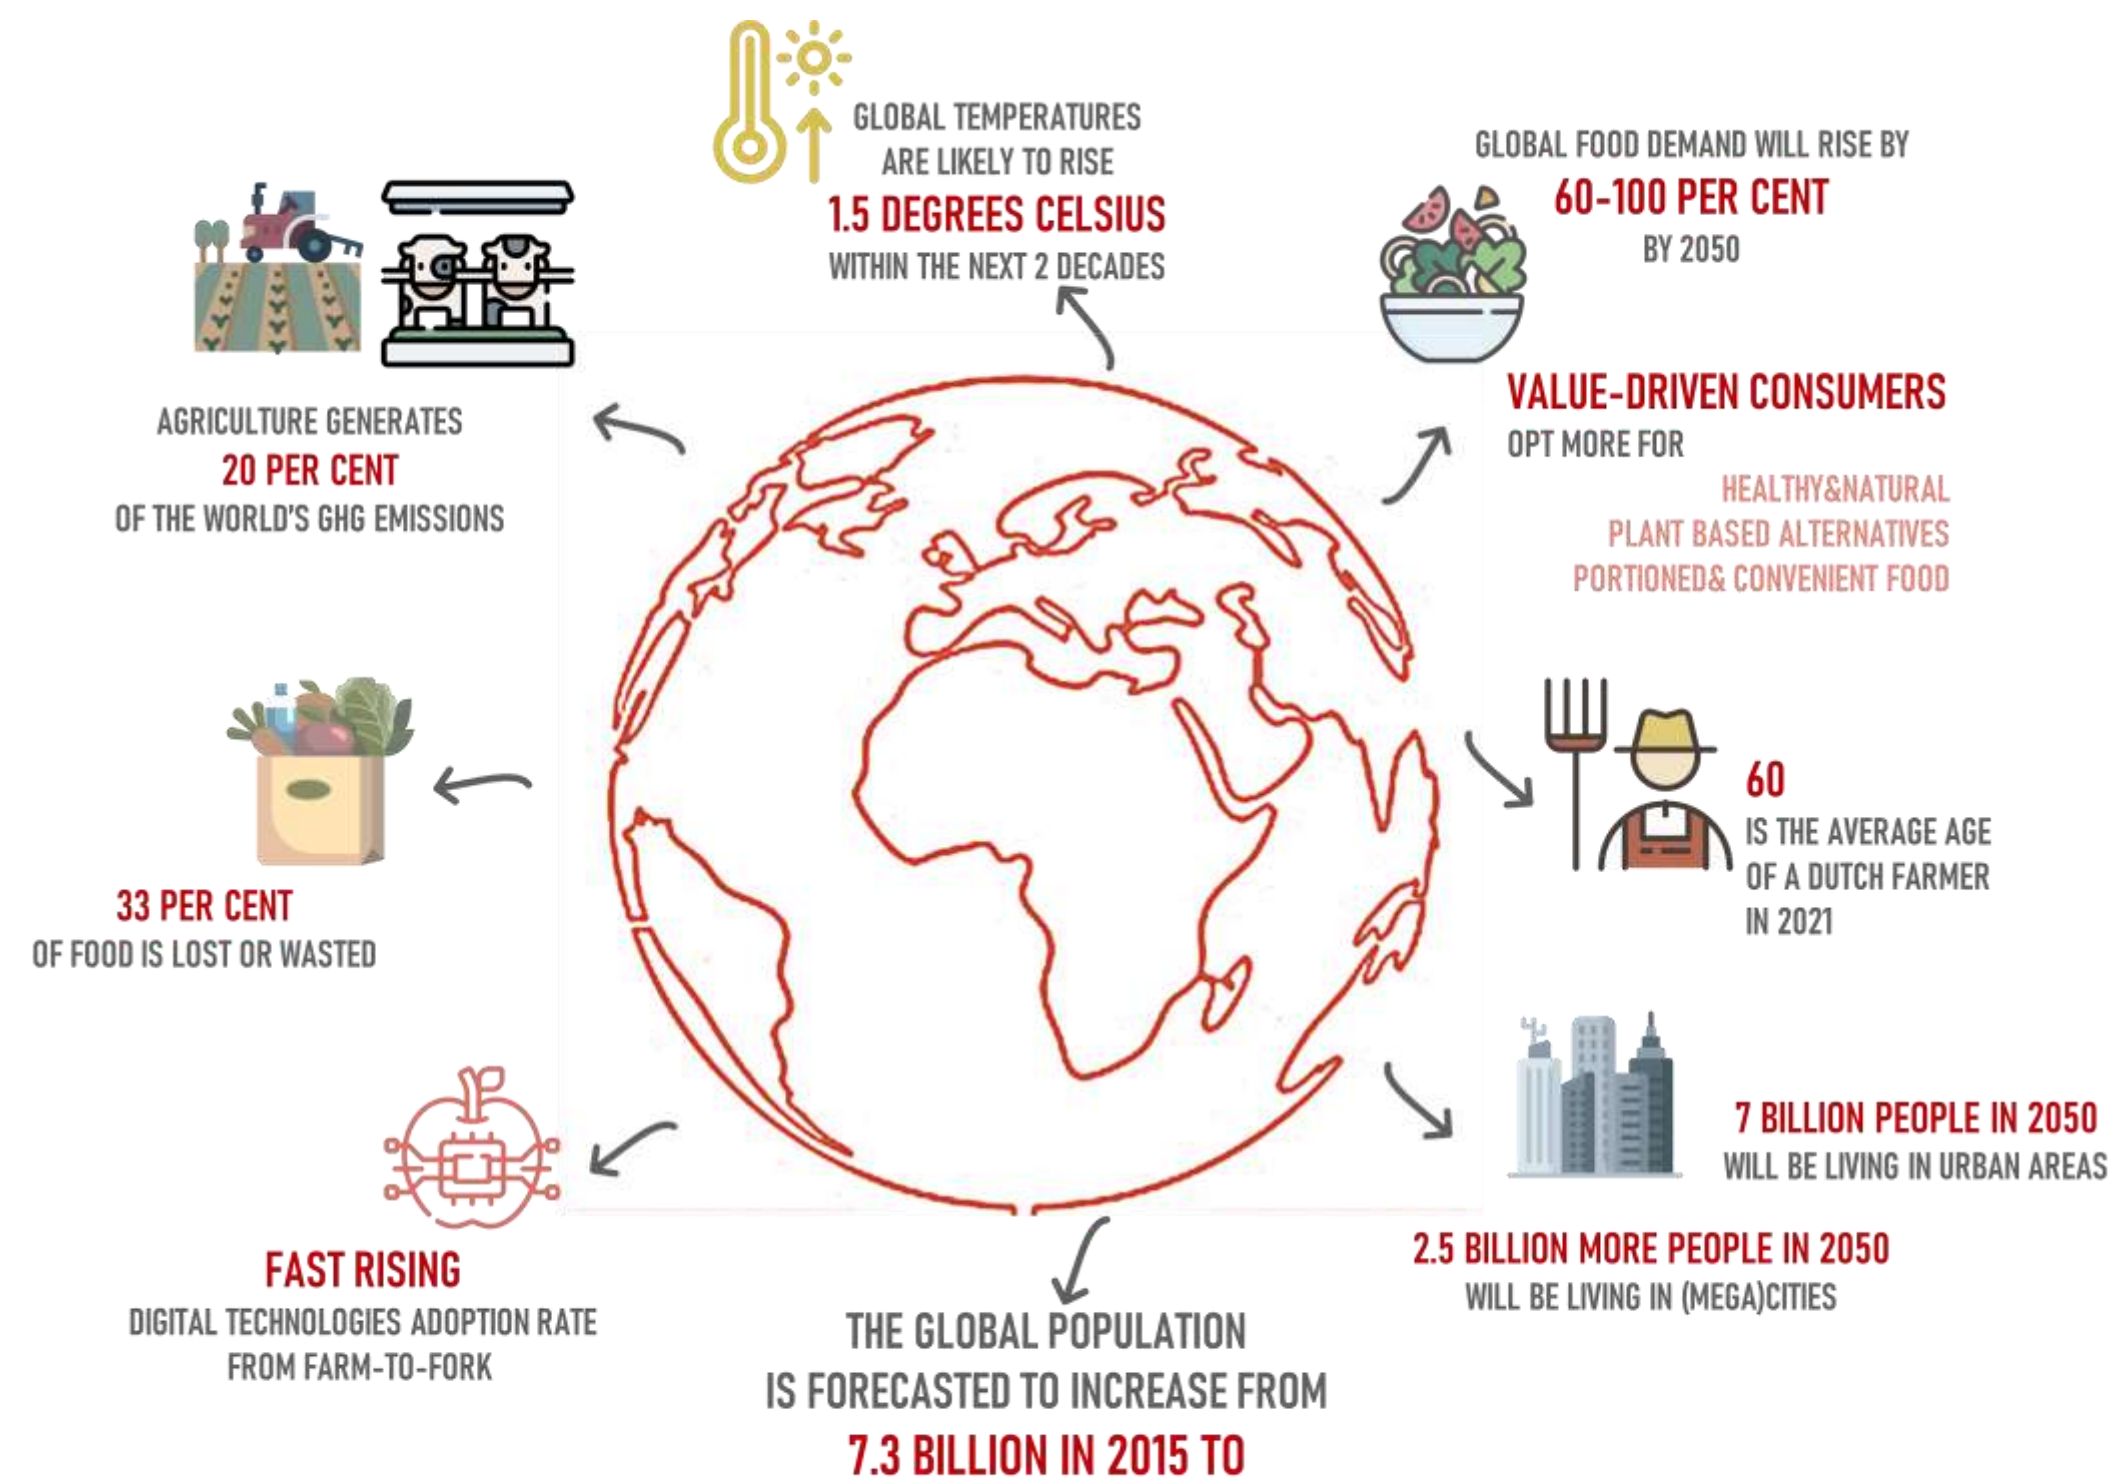 GLOBAL TEMPERATURES
ARE LIKELY TO RISE
1.5 DEGREES CELSIUS
WITHIN THE NEXT 2 DECADES
GLOBAL FOOD DEMAND WILL RISE BY
60-100 PER CENT
BY 2050
VALUE-DRIVEN CONSUMERS
OPT MORE FOR
HEALTHY&NATURAL
PLANT BASED ALTERNATIVES
PORTIONED& CONVENIENT FOOD
AGRICULTURE GENERATES
20 PER CENT
OF THE WORLD'S GHG EMISSIONS
60
IS THE AVERAGE AGE
OF A DUTCH FARMER
IN 2021
33 PER CENT
OF FOOD IS LOST OR WASTED
7 BILLION PEOPLE IN 2050
WILL BE LIVING IN URBAN AREAS
2.5 BILLION MORE PEOPLE IN 2050
WILL BE LIVING IN (MEGA)CITIES
FAST RISING
DIGITAL TECHNOLOGIES ADOPTION RATE
FROM FARM-TO-FORK
THE GLOBAL POPULATION
IS FORECASTED TO INCREASE FROM
7.3 BILLION IN 2015 TO